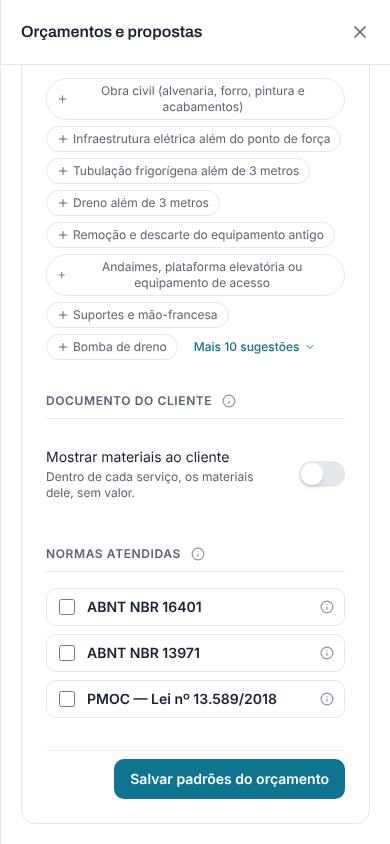 Orçamentos e propostas
Obra civil (alvenaria, forro, pintura e
acabamentos)
Infraestrutura elétrica além do ponto de força
Tubulação frigorígena além de 3 metros
Dreno além de 3 metros
Remoção e descarte do equipamento antigo
Andaimes, plataforma elevatória ou
equipamento de acesso
Suportes e mão-francesa
Bomba de dreno
Mais 10 sugestões
DOCUMENTO DO CLIENTE
Mostrar materiais ao cliente
Dentro de cada serviço, os materiais
dele, sem valor.
NORMAS ATENDIDAS
ABNT NBR 16401
ABNT NBR 13971
PMOC — Lei nº 13.589/2018
Salvar padrões do orçamento